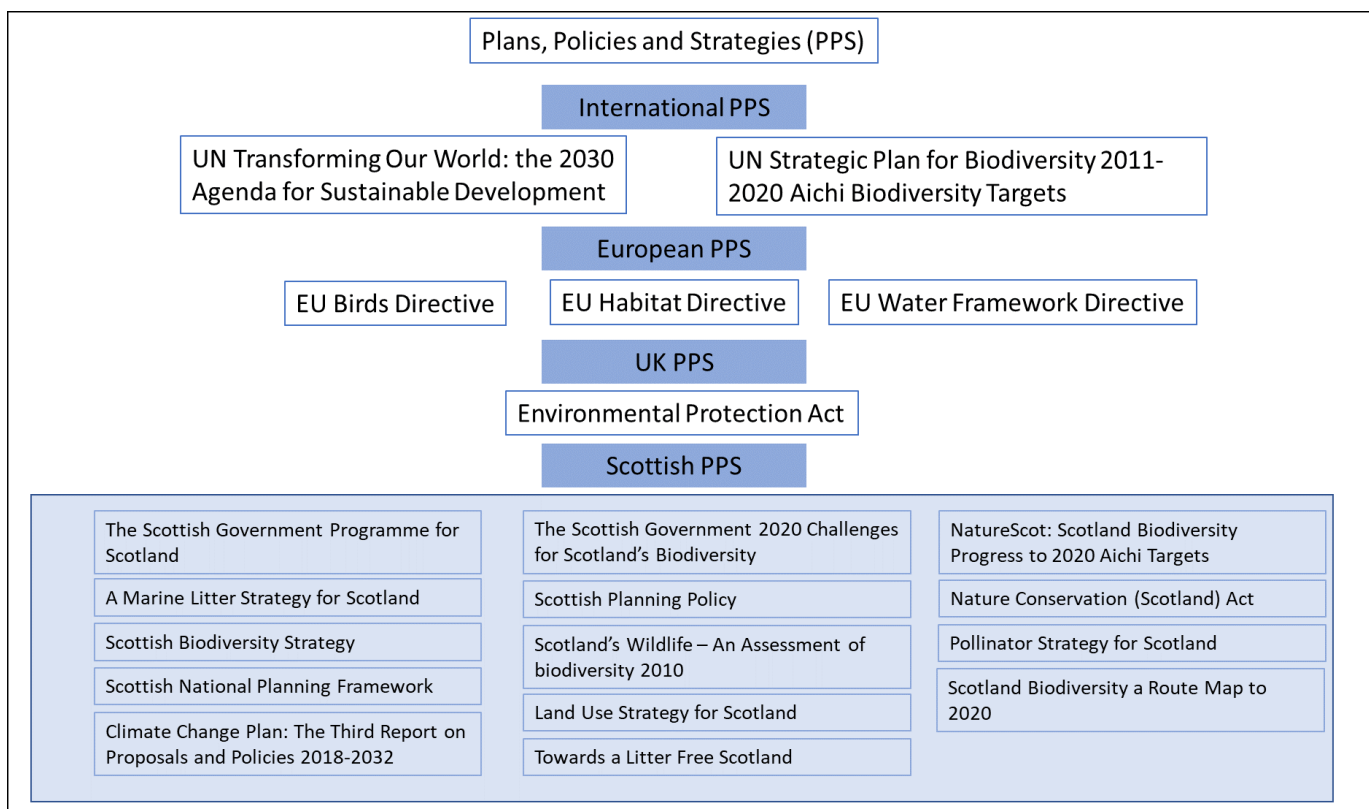 Plans, Policies and Strategies (PPS)
International PPS
UN Transforming Our World: the 2030
Agenda for Sustainable Development
UN Strategic Plan for Biodiversity 2011-
2020 Aichi Biodiversity Targets
European PPS
EU Birds Directive
EU Habitat Directive
EU Water Framework Directive
UK PPS
Environmental Protection Act
Scottish PPS
The Scottish Government Programme for
Scotland
A Marine Litter Strategy for Scotland
Scottish Biodiversity Strategy
Scottish National Planning Framework
Climate Change Plan: The Third Report on
Proposals and Policies 2018-2032
The Scottish Government 2020 Challenges
for Scotland’s Biodiversity
Scottish Planning Policy
Scotland’s Wildlife – An Assessment of
biodiversity 2010
Land Use Strategy for Scotland
Towards a Litter Free Scotland
NatureScot: Scotland Biodiversity
Progress to 2020 Aichi Targets
Nature Conservation (Scotland) Act
Pollinator Strategy for Scotland
Scotland Biodiversity a Route Map to
2020